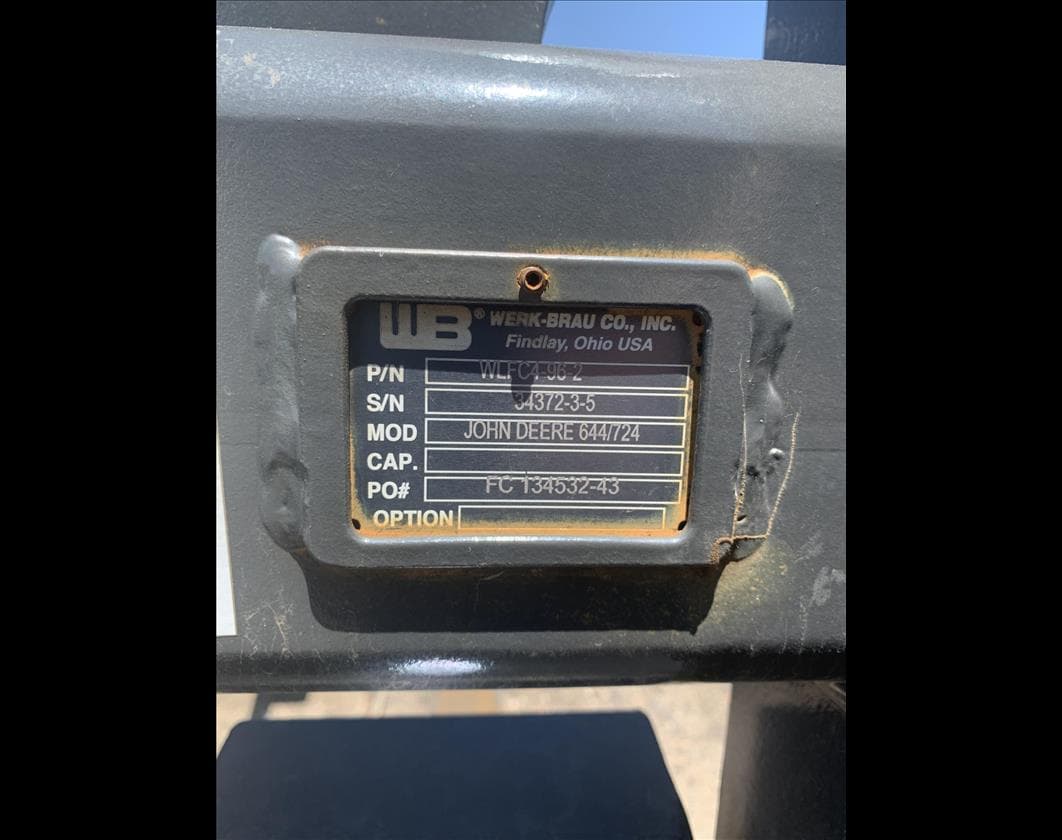 WB® WERK-BRAU CO., INC.
Findlay, Ohio USA
P/N WLFC4-96-2
S/N 34372-3-5
MOD JOHN DEERE 644/724
CAP.
PO# FC 134532-43
OPTION